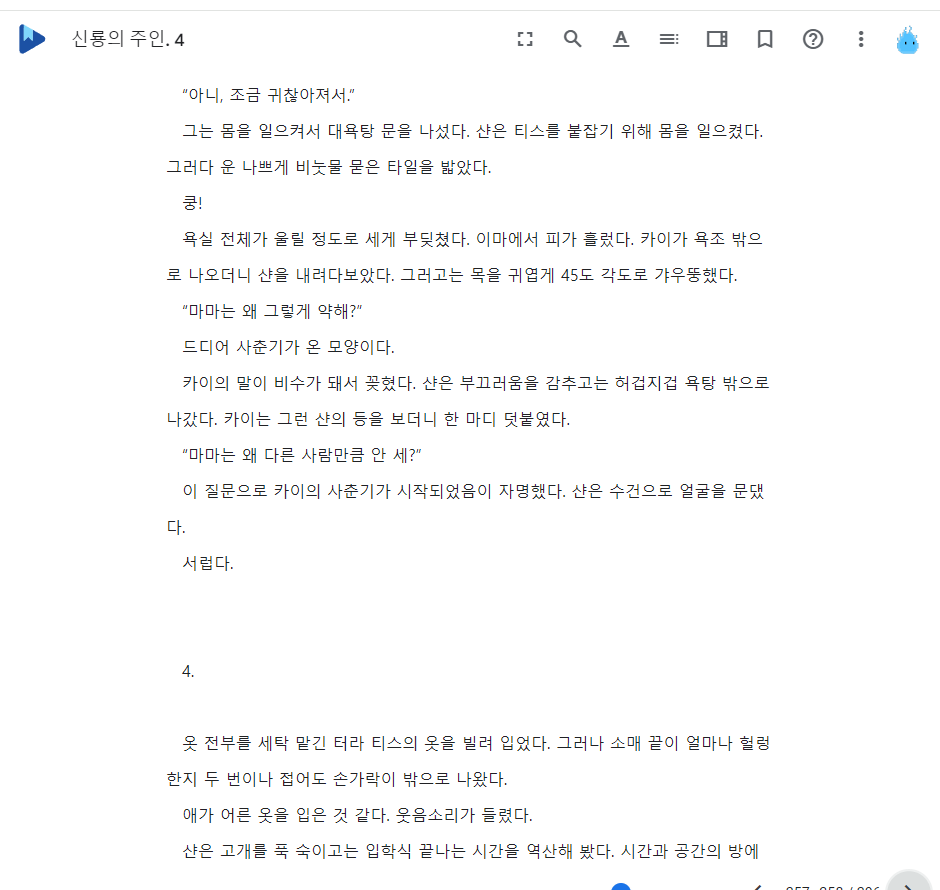 신룡의 주인. 4
"아니, 조금 귀찮아져서."
그는 몸을 일으켜서 대욕탕 문을 나섰다. 샨은 티스를 붙잡기 위해 몸을 일으켰다.
그러다 운 나쁘게 비눗물 묻은 타일을 밟았다.
쿵!
욕실 전체가 울릴 정도로 세게 부딪쳤다. 이마에서 피가 흘렀다. 카이가 욕조 밖으
로 나오더니 샨을 내려다보았다. 그러고는 목을 귀엽게 45도 각도로 갸우뚱했다.
"마마는 왜 그렇게 약해?"
드디어 사춘기가 온 모양이다.
카이의 말이 비수가 돼서 꽂혔다. 샨은 부끄러움을 감추고는 허겁지겁 욕탕 밖으로
나갔다. 카이는 그런 샨의 등을 보더니 한 마디 덧붙였다.
"마마는 왜 다른 사람만큼 안 세?"
이 질문으로 카이의 사춘기가 시작되었음이 자명했다. 샨은 수건으로 얼굴을 문댔
다.
서럽다.
4.
옷 전부를 세탁 맡긴 터라 티스의 옷을 빌려 입었다. 그러나 소매 끝이 얼마나 헐렁
한지 두 번이나 접어도 손가락이 밖으로 나왔다.
애가 어른 옷을 입은 것 같다. 웃음소리가 들렸다.
샨은 고개를 푹 숙이고는 입학식 끝나는 시간을 역산해 봤다. 시간과 공간의 방에